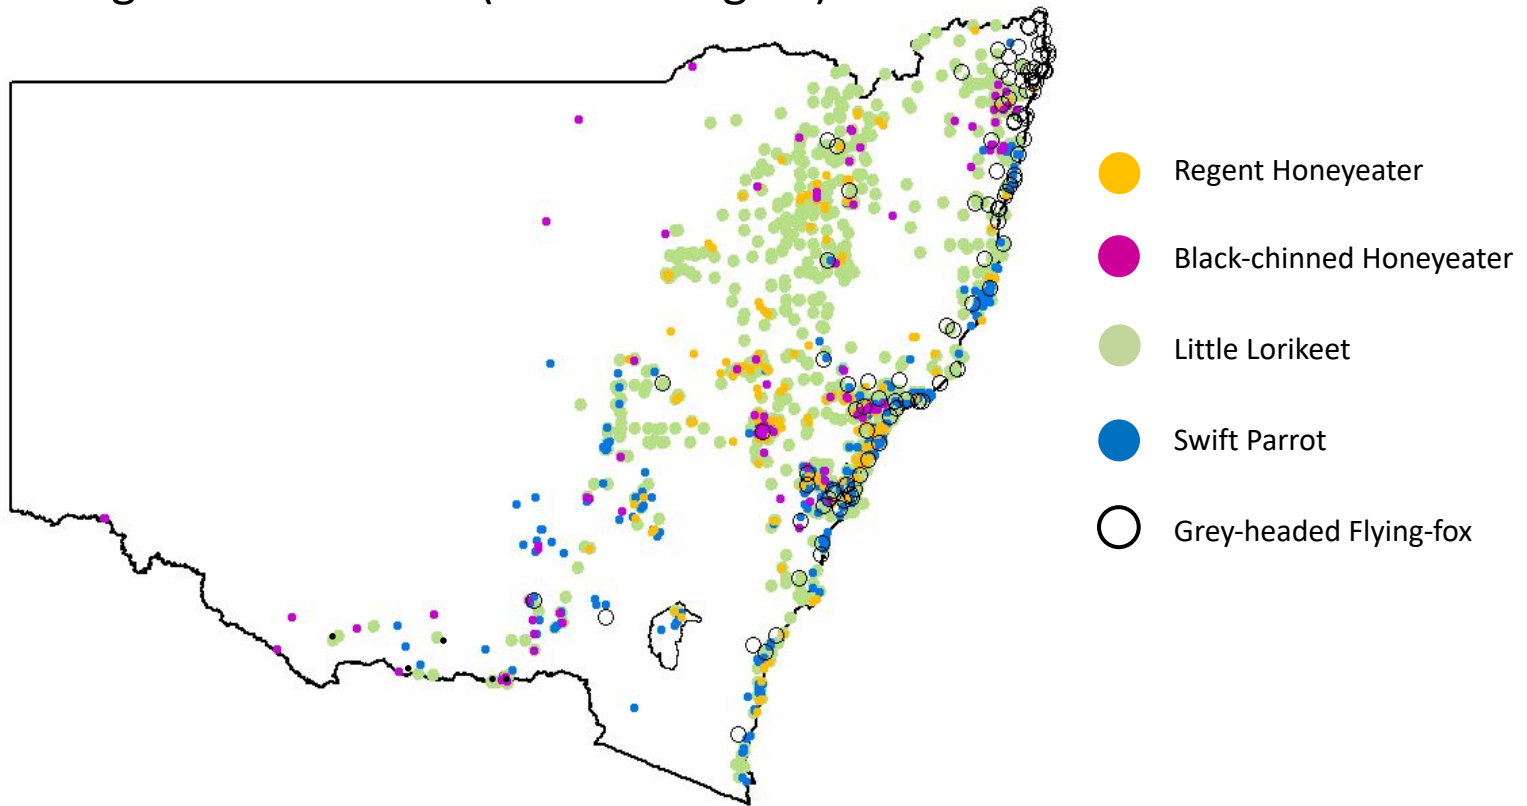 Regent Honeyeater
Black-chinned Honeyeater
Little Lorikeet
Swift Parrot
Grey-headed Flying-fox